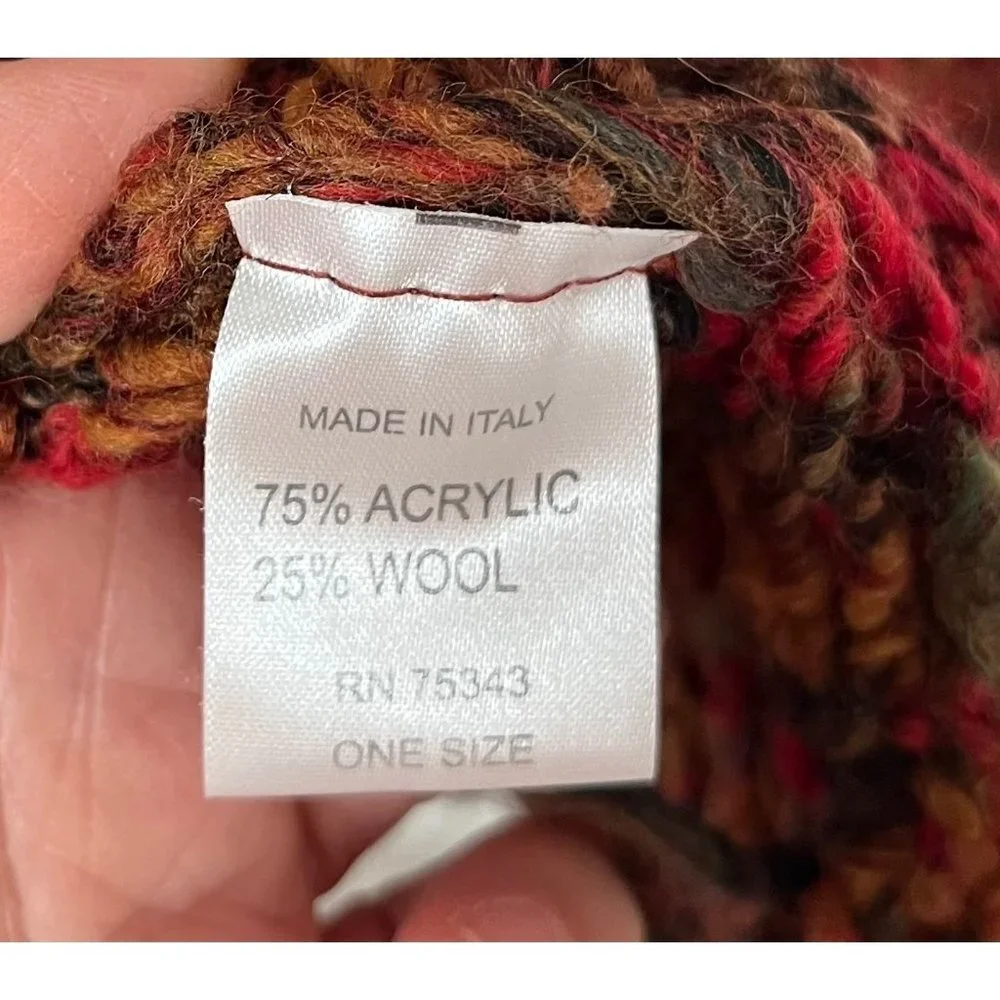 MADE IN ITALY
75% ACRYLIC
25% WOOL
RN 75343
ONE SIZE